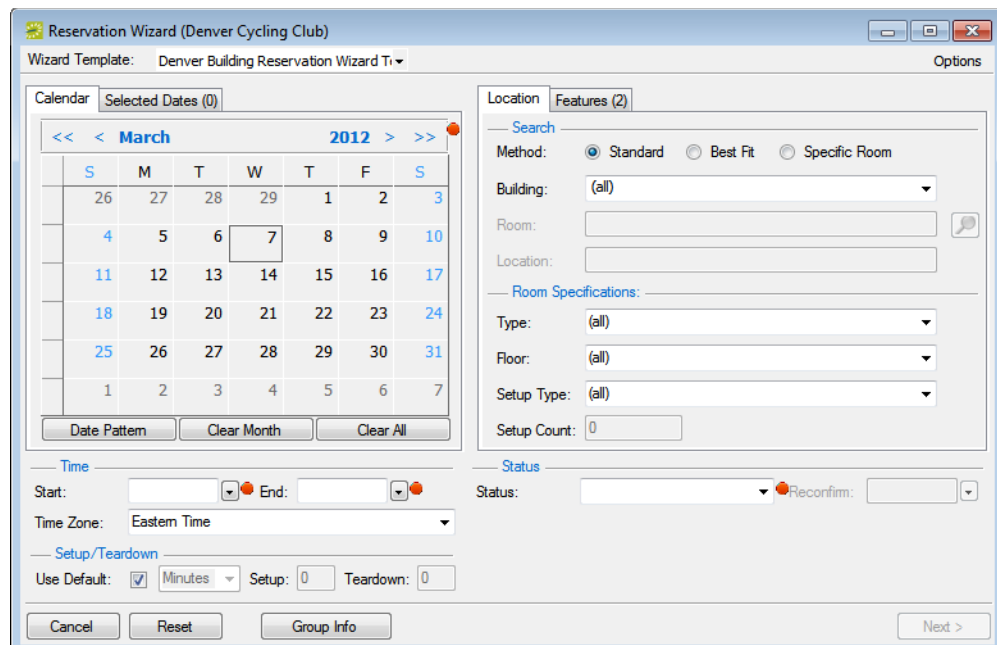 Reservation Wizard (Denver Cycling Club)
Wizard Template: Denver Building Reservation Wizard T
Options
Calendar Selected Dates (0)
<< < March 2012 > >>
S M T W T F S
26 27 28 29 1 2 3
4 5 6 7 8 9 10
11 12 13 14 15 16 17
18 19 20 21 22 23 24
25 26 27 28 29 30 31
1 2 3 4 5 6 7
Date Pattern Clear Month Clear All
Location Features (2)
Search
Method: Standard Best Fit Specific Room
Building: (all)
Room:
Location:
Room Specifications:
Type: (all)
Floor: (all)
Setup Type: (all)
Setup Count: 0
Time
Start: End:
Time Zone: Eastern Time
Setup/Teardown
Use Default: Minutes Setup: 0 Teardown: 0
Status
Status: Reconfirm:
Cancel Reset Group Info Next >